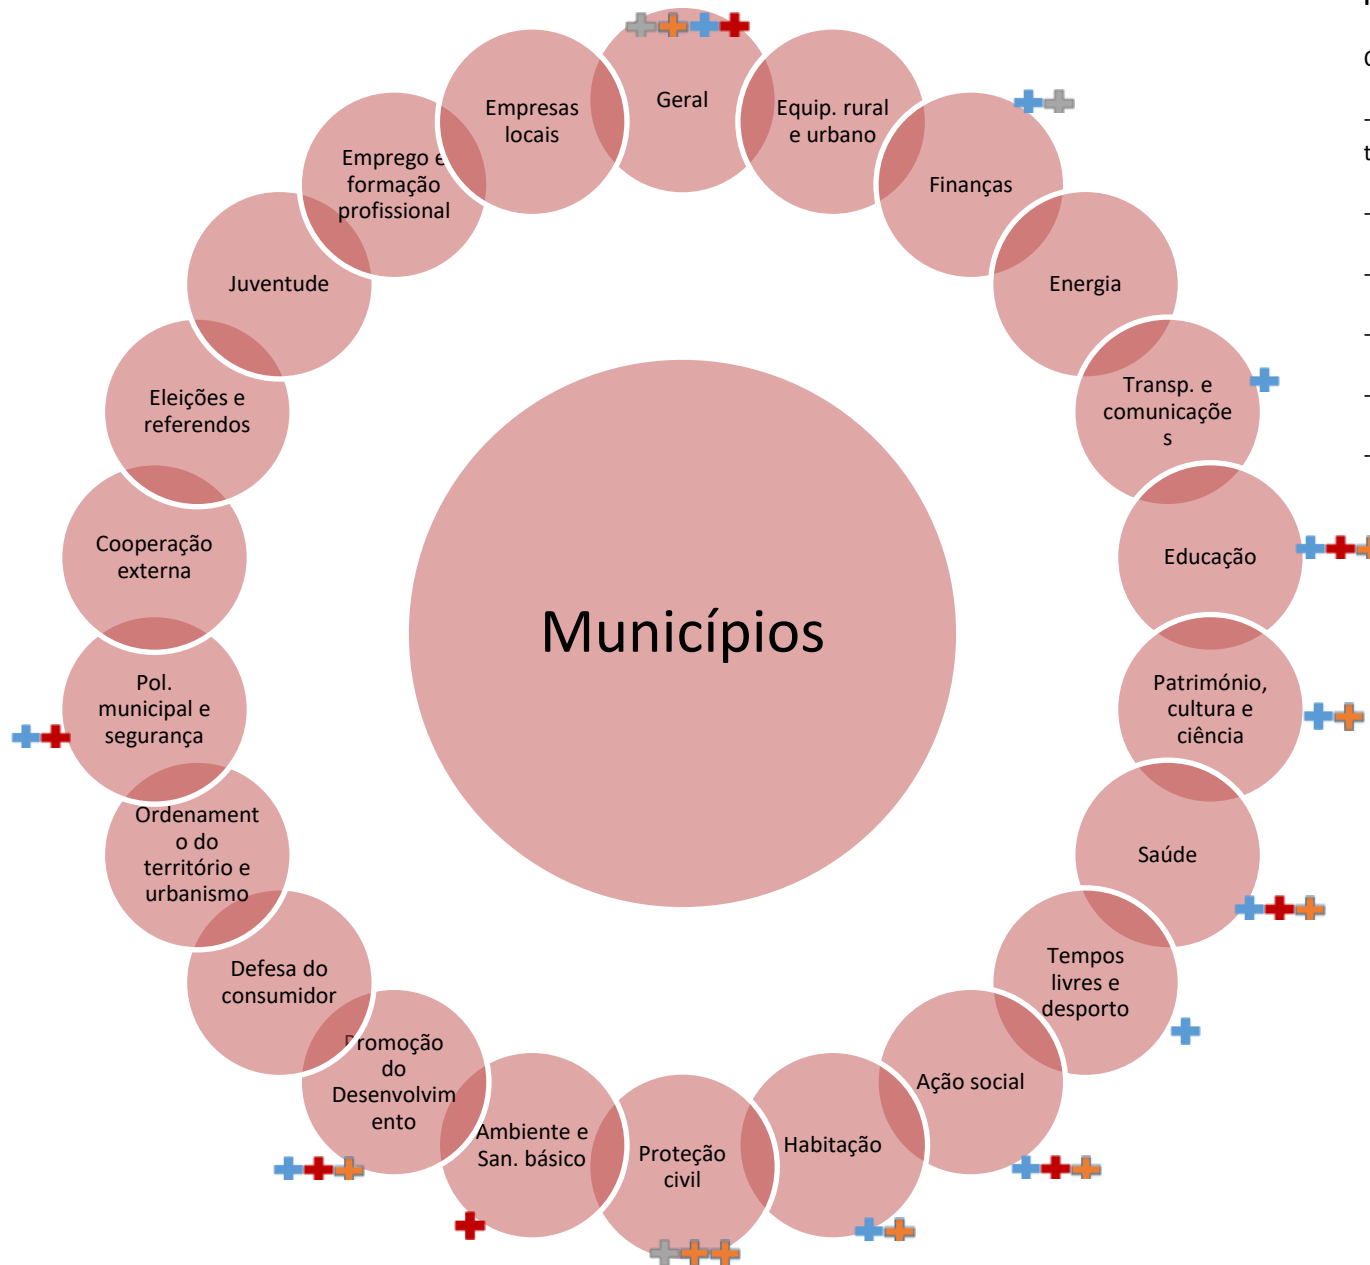 Geral
Equip. rural
e urbano
Finanças
Energia
Transp. e
comunicaçõe
s
Educação
Património,
cultura e
ciência
Saúde
Tempos
livres e
desporto
Ação social
Habitação
Proteção
civil
Ambiente e
San. básico
Promoção
do
Desenvolvim
ento
Defesa do
consumidor
Ordenament
o do
território e
urbanismo
Pol.
municipal e
segurança
Cooperação
externa
Eleições e
referendos
Juventude
Emprego e
formação
profissional
Empresas
locais
Municípios